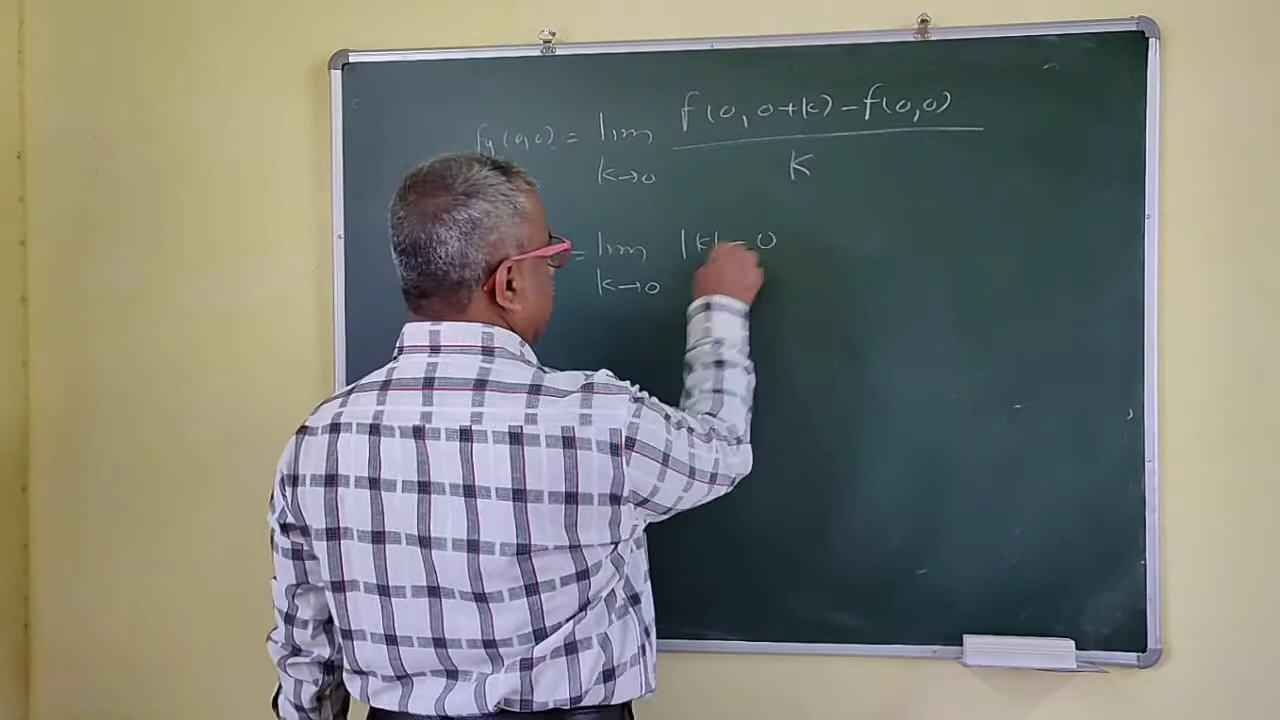 fy(0,0) = lim k→0 f(0, 0+k) - f(0,0) / k
= lim k→0 |k| - 0